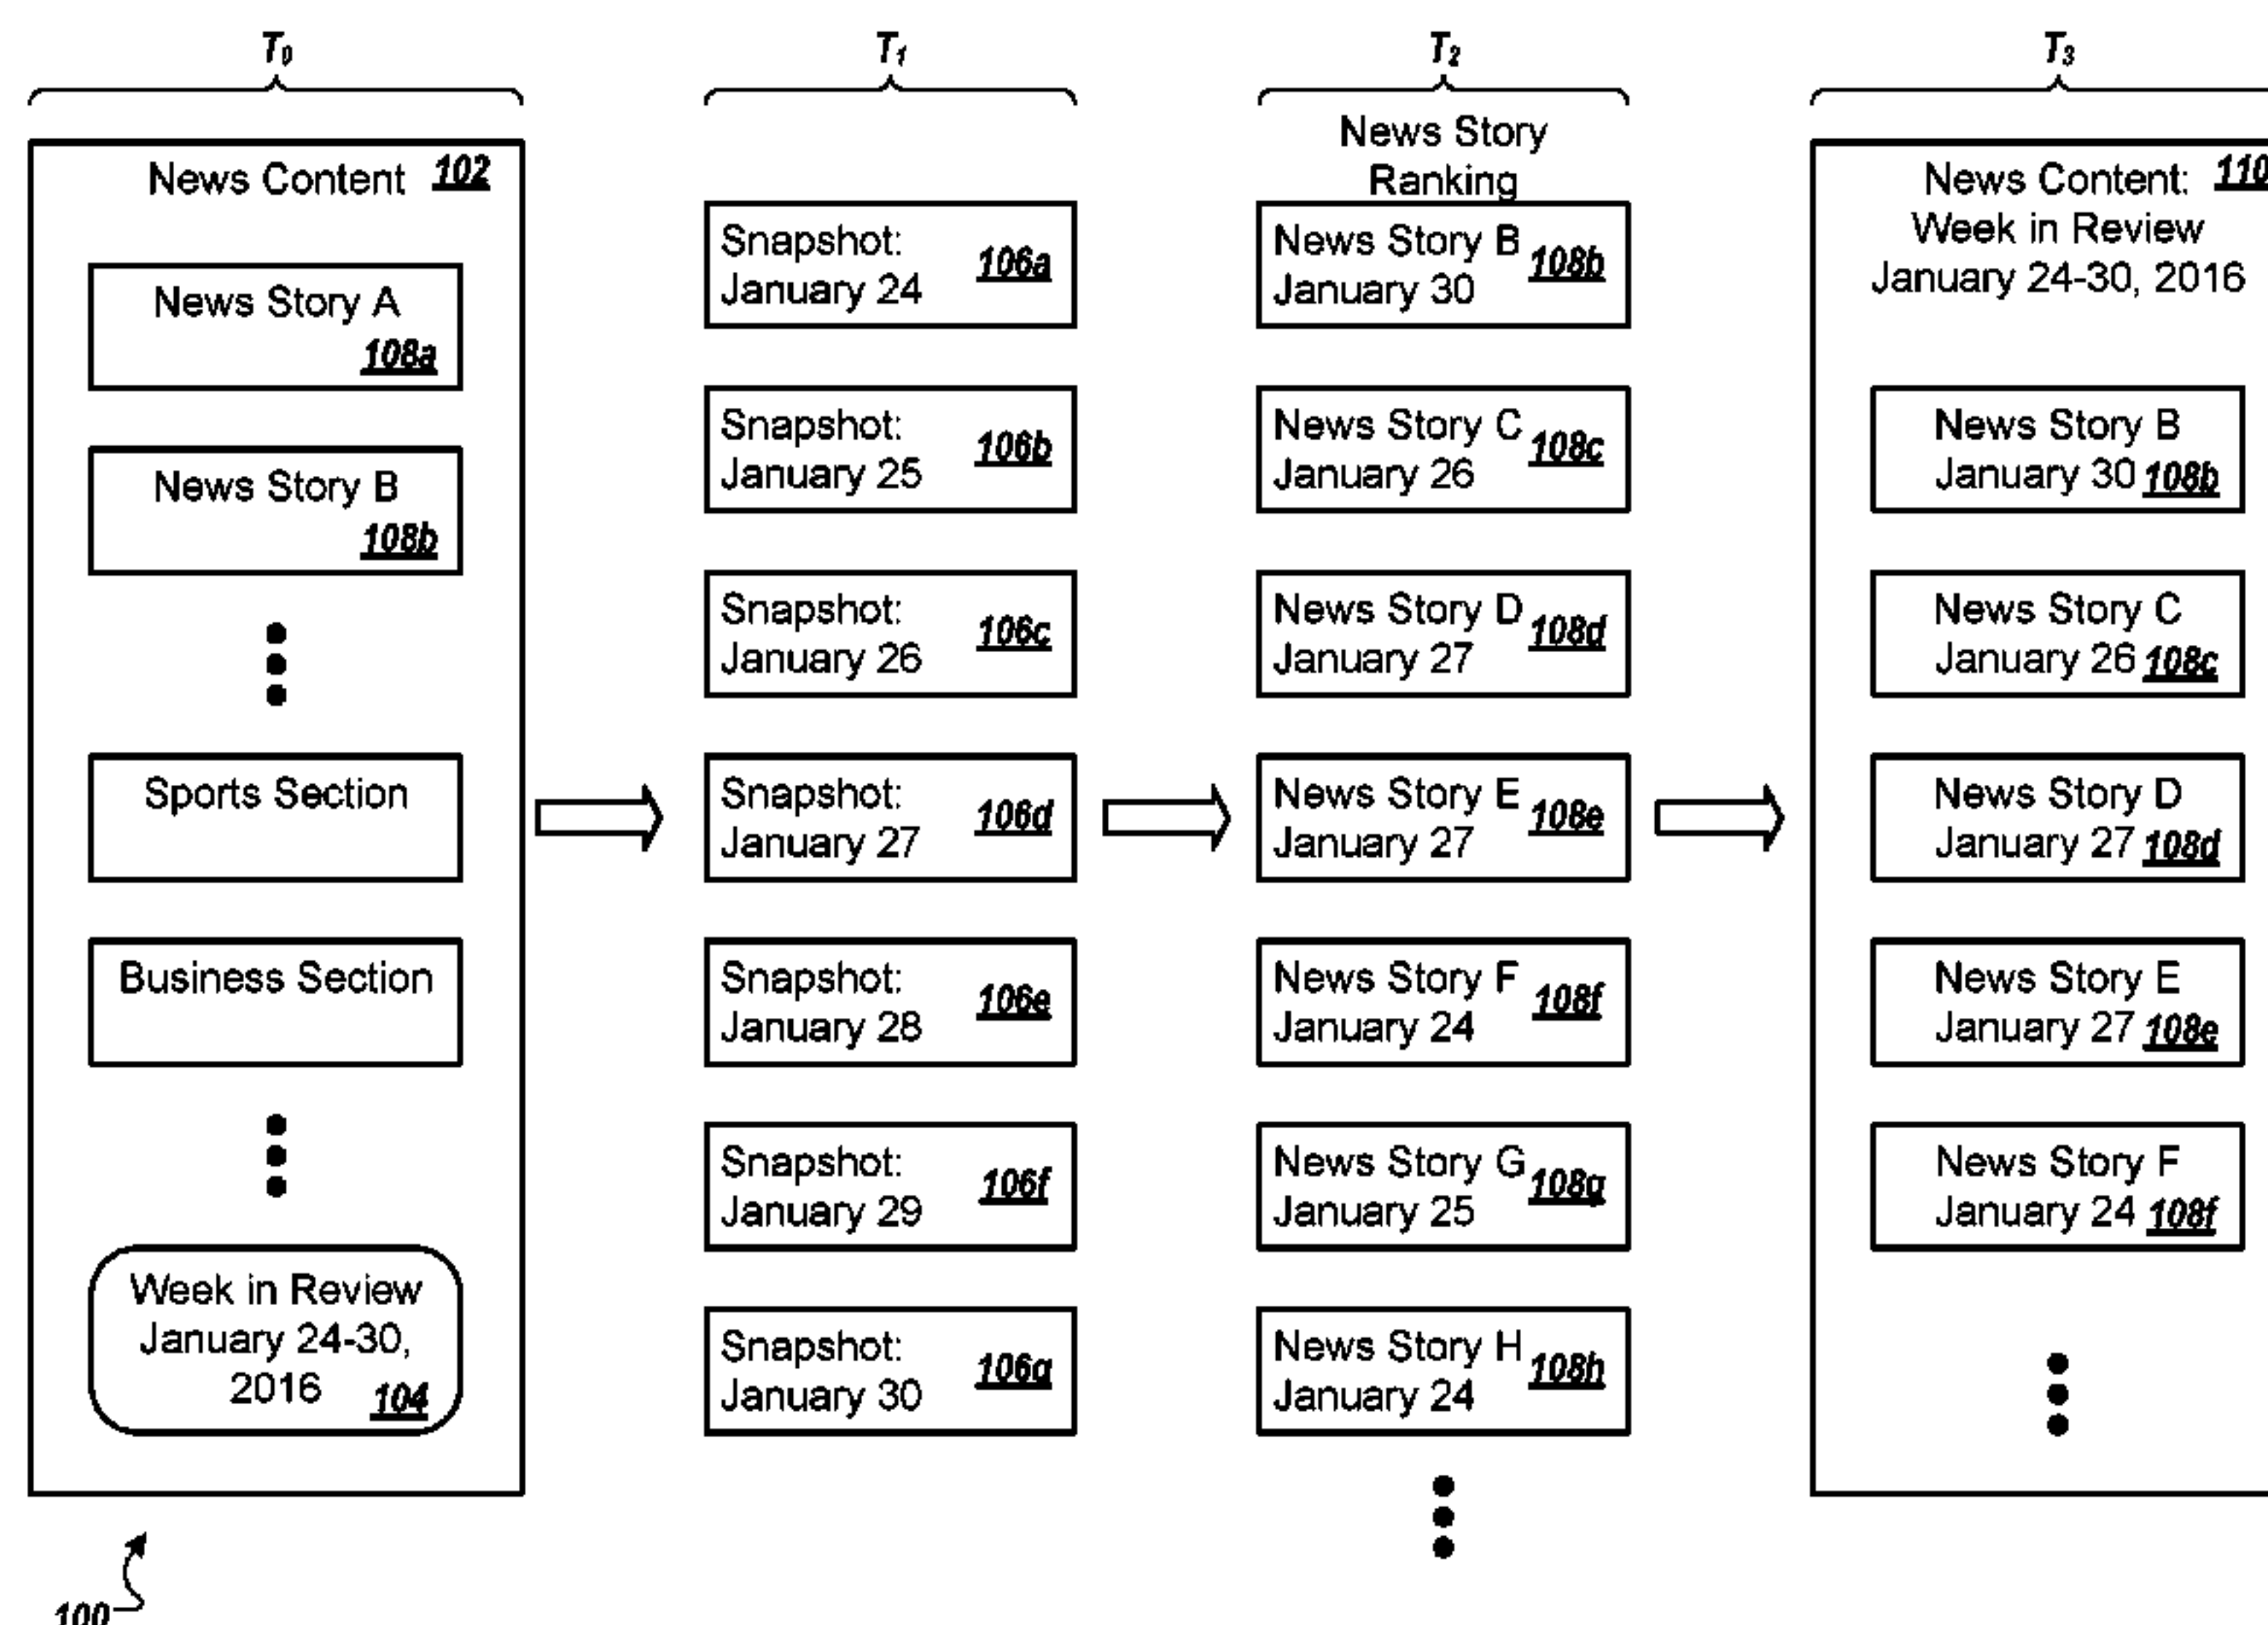 T0
News Content 102
News Story A
108a
News Story B
108b
Sports Section
Business Section
Week in Review
January 24-30,
2016 104
100
T1
Snapshot:
January 24 106a
Snapshot:
January 25 106b
Snapshot:
January 26 106c
Snapshot:
January 27 106d
Snapshot:
January 28 106e
Snapshot:
January 29 106f
Snapshot:
January 30 106g
T2
News Story
Ranking
News Story B 108b
January 30
News Story C 108c
January 26
News Story D 108d
January 27
News Story E 108e
January 27
News Story F 108f
January 24
News Story G 108g
January 25
News Story H 108h
January 24
T3
News Content: 110
Week in Review
January 24-30, 2016
News Story B
January 30 108b
News Story C
January 26 108c
News Story D
January 27 108d
News Story E
January 27 108e
News Story F
January 24 108f